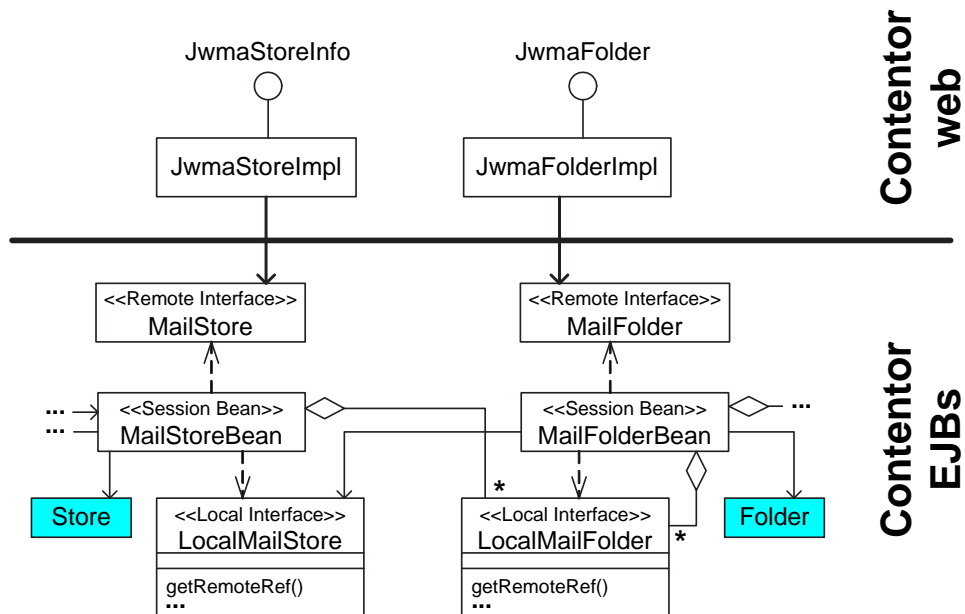 JwmaStoreInfo
JwmaFolder
JwmaStoreImpl
JwmaFolderImpl
Contentor
web
<<Remote Interface>>
MailStore
<<Remote Interface>>
MailFolder
...
...
<<Session Bean>>
MailStoreBean
<<Session Bean>>
MailFolderBean
...
Contentor
EJBs
Store
*
<<Local Interface>>
LocalMailStore
getRemoteRef()
...
<<Local Interface>>
LocalMailFolder
getRemoteRef()
...
*
Folder